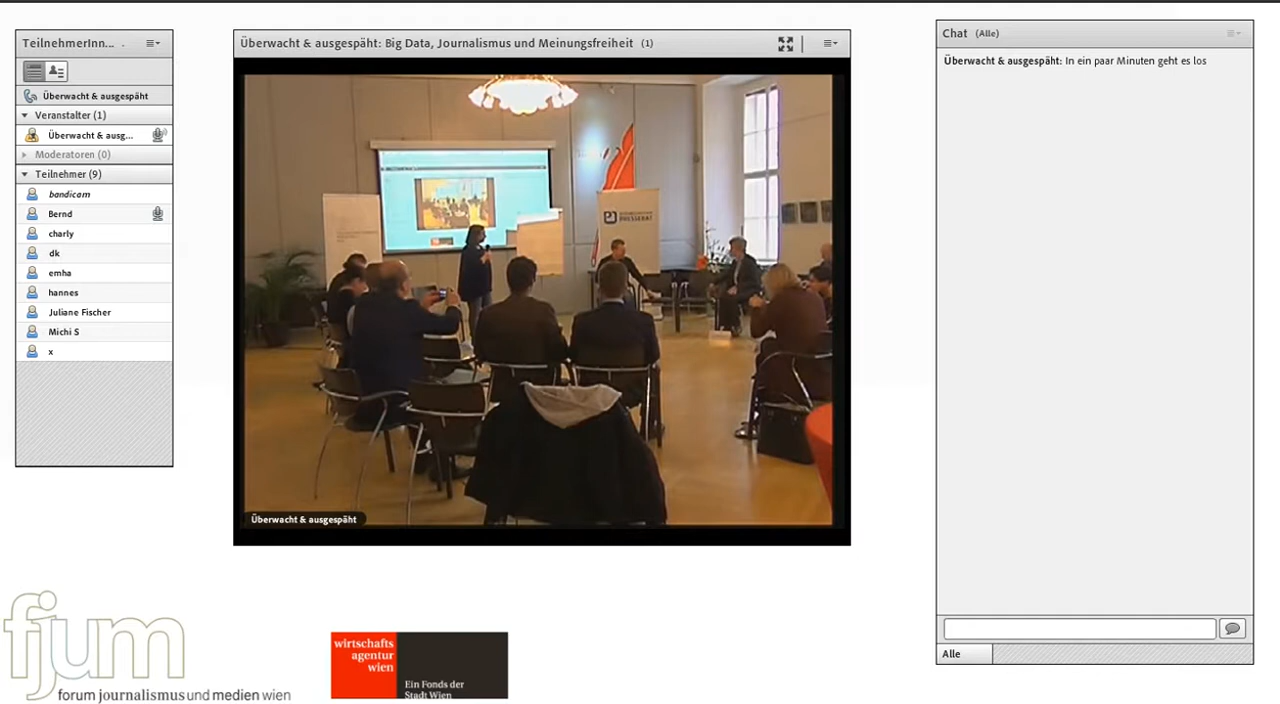 TeilnehmerInn...
Überwacht & ausgespäht
Veranstalter (1)
Überwacht & ausg...
Moderatoren (0)
Teilnehmer (9)
bandicam
Bernd
charly
dk
emha
hannes
Juliane Fischer
Michi S
x
Überwacht & ausgespäht: Big Data, Journalismus und Meinungsfreiheit (1)
PRESSERAT
Überwacht & ausgespäht
Chat (Alle)
Überwacht & ausgespäht: In ein paar Minuten geht es los
Alle
fjum
forum journalismus und medien wien
wirtschafts
agentur
wien
Ein Fonds der
Stadt Wien